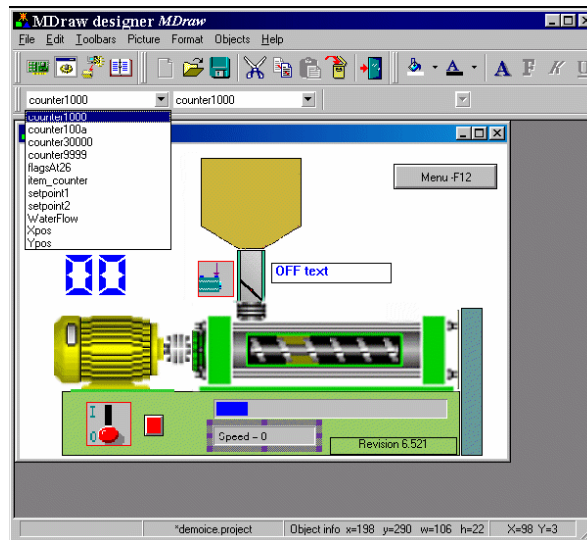 MDraw designer MDraw
File Edit Toolbars Picture Format Objects Help
A A F K U
counter1000 counter1000
counter1000
counter100a
counter30000
counter9999
flagsAt26
item_counter
setpoint1
setpoint2
WaterFlow
Xpos
Ypos
Menu -F12
00
OFF text
I
0
Speed - 0
Revision 6.521
*demoice.project Object info x=198 y=290 w=106 h=22 X=98 Y=3